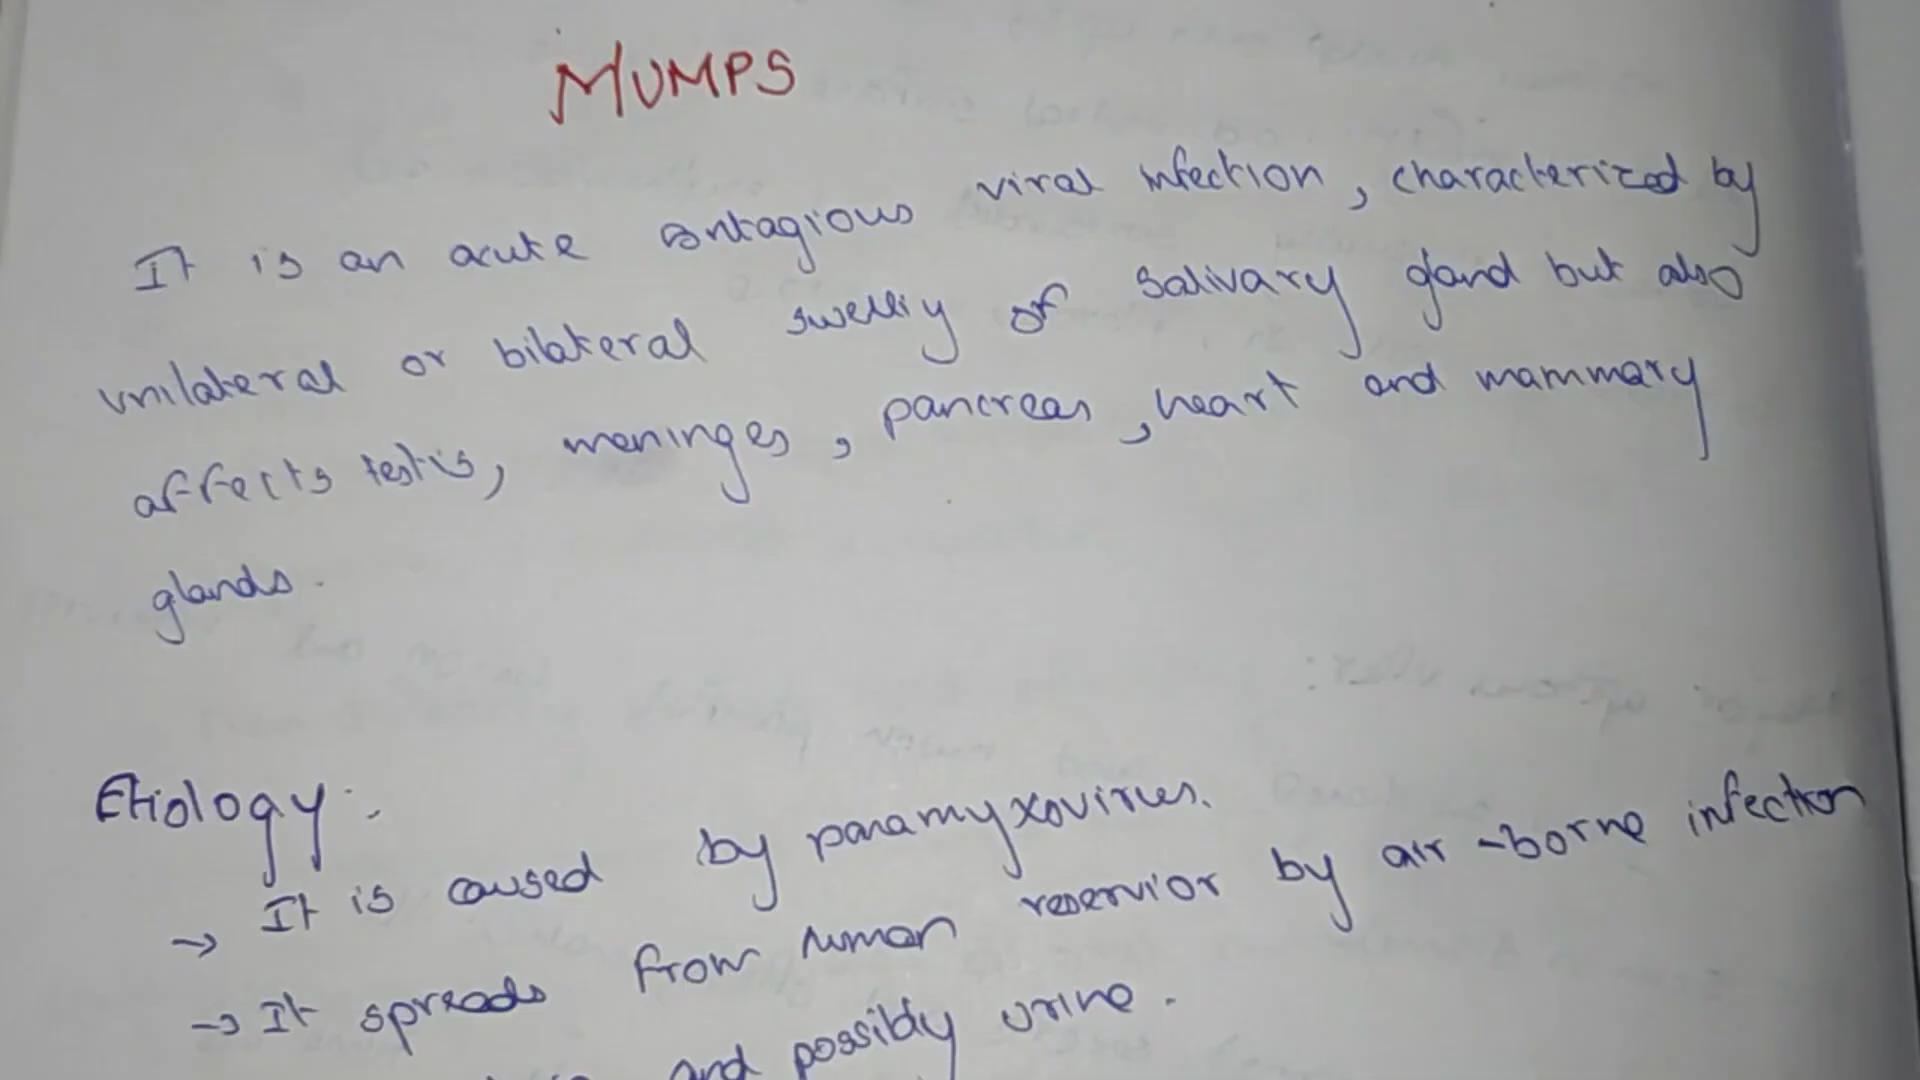 MUMPS
It is an acute contagious viral infection, characterized by
unilateral or bilateral swelliy of salivary gland but also
affects testis, meninges, pancreas, heart and mammary
glands.
Etiology:-
→ It is caused by paramyxovirus.
→ It spreads from human reservior by air-borne infection
and possibly urine.